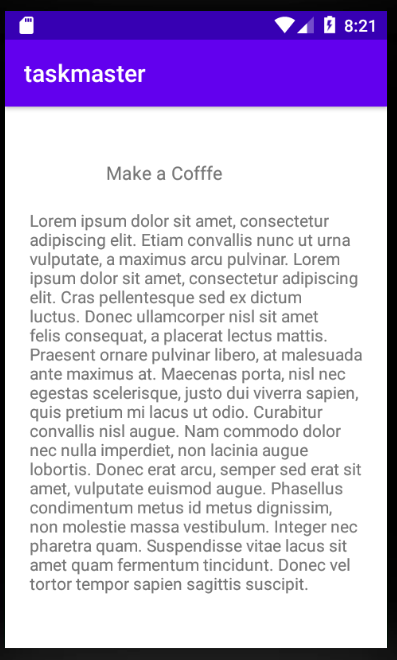 8:21
taskmaster
Make a Cofffe
Lorem ipsum dolor sit amet, consectetur
adipiscing elit. Etiam convallis nunc ut urna
vulputate, a maximus arcu pulvinar. Lorem
ipsum dolor sit amet, consectetur adipiscing
elit. Cras pellentesque sed ex dictum
luctus. Donec ullamcorper nisl sit amet
felis consequat, a placerat lectus mattis.
Praesent ornare pulvinar libero, at malesuada
ante maximus at. Maecenas porta, nisl nec
egestas scelerisque, justo dui viverra sapien,
quis pretium mi lacus ut odio. Curabitur
convallis nisl augue. Nam commodo dolor
nec nulla imperdiet, non lacinia augue
lobortis. Donec erat arcu, semper sed erat sit
amet, vulputate euismod augue. Phasellus
condimentum metus id metus dignissim,
non molestie massa vestibulum. Integer nec
pharetra quam. Suspendisse vitae lacus sit
amet quam fermentum tincidunt. Donec vel
tortor tempor sapien sagittis suscipit.